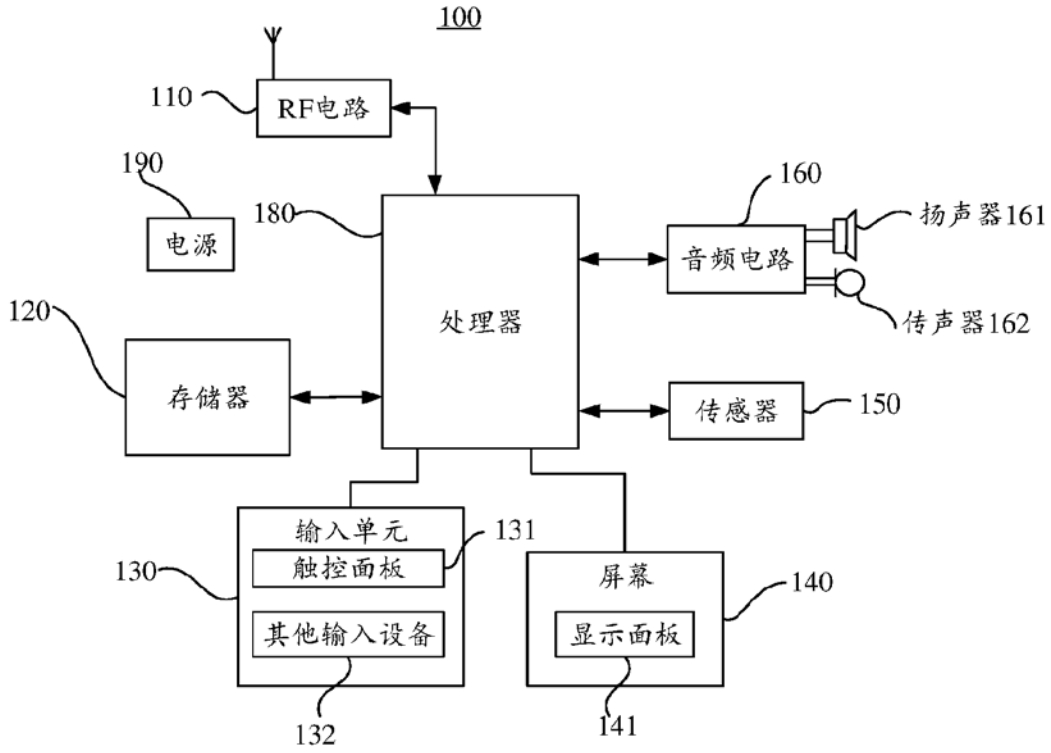 100
110
RF电路
190
电源
180
处理器
160
音频电路
扬声器161
传声器162
120
存储器
传感器
150
输入单元
131
触控面板
130
其他输入设备
132
屏幕
140
显示面板
141